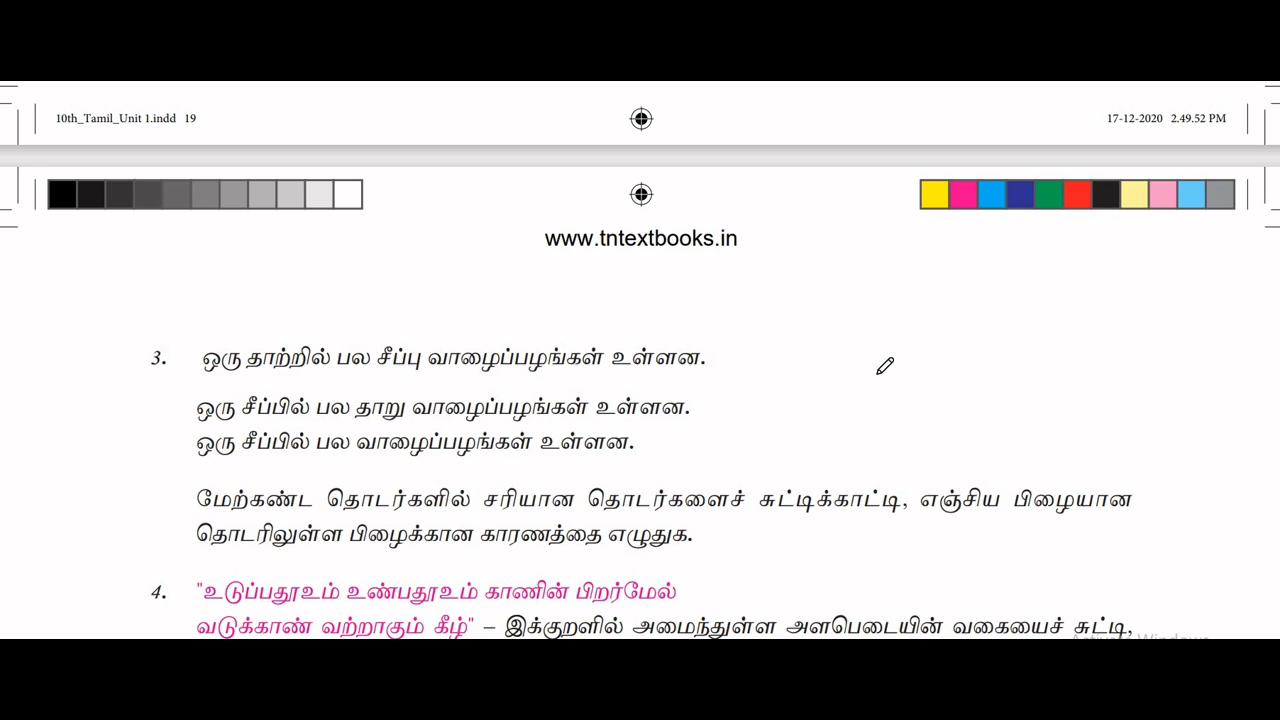 10th_Tamil_Unit 1.indd 19
17-12-2020 2.49.52 PM
www.tntextbooks.in
3. ஒரு தாற்றில் பல சீப்பு வாழைப்பழங்கள் உள்ளன.
ஒரு சீப்பில் பல தாறு வாழைப்பழங்கள் உள்ளன.
ஒரு சீப்பில் பல வாழைப்பழங்கள் உள்ளன.
மேற்கண்ட தொடர்களில் சரியான தொடர்களைச் சுட்டிக்காட்டி, எஞ்சிய பிழையான
தொடரிலுள்ள பிழைக்கான காரணத்தை எழுதுக.
4. "உடுப்பதூஉம் உண்பதூஉம் காணின் பிறர்மேல்
வடுக்காண் வற்றாகும் கீழ்" – இக்குறளில் அமைந்துள்ள அளபெடையின் வகையைச் சுட்டி,
Activate Windows